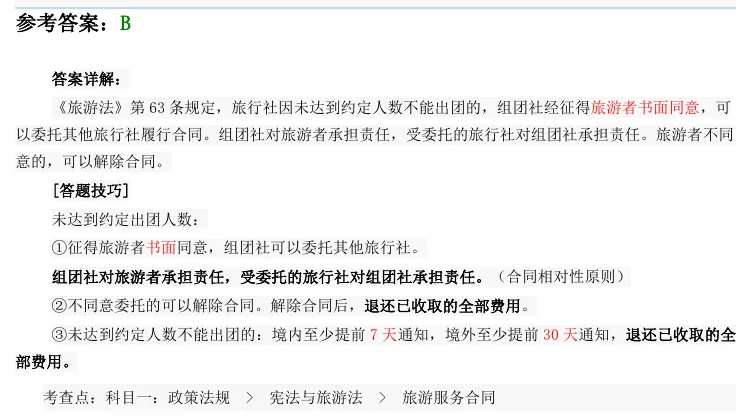 参考答案：B
答案详解：
《旅游法》第 63 条规定，旅行社因未达到约定人数不能出团的，组团社经征得旅游者书面同意，可
以委托其他旅行社履行合同。组团社对旅游者承担责任，受委托的旅行社对组团社承担责任。旅游者不同
意的，可以解除合同。
[答题技巧]
未达到约定出团人数：
①征得旅游者书面同意，组团社可以委托其他旅行社。
组团社对旅游者承担责任，受委托的旅行社对组团社承担责任。（合同相对性原则）
②不同意委托的可以解除合同。解除合同后，退还已收取的全部费用。
③未达到约定人数不能出团的：境内至少提前 7 天通知，境外至少提前 30 天通知，退还已收取的全
部费用。
考查点：科目一：政策法规 > 宪法与旅游法 > 旅游服务合同